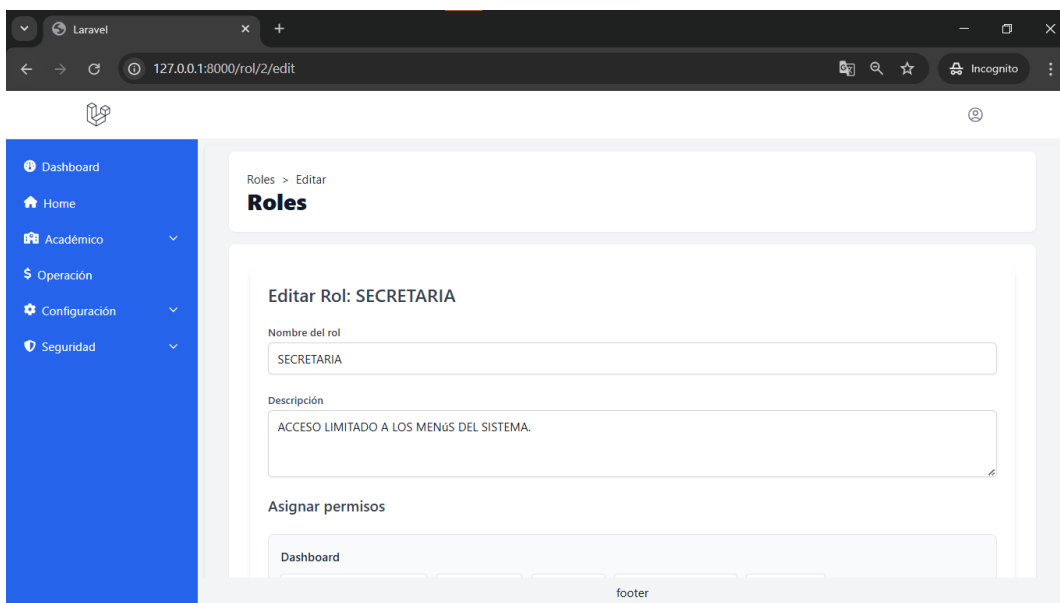 Laravel
127.0.0.1:8000/rol/2/edit
Incognito
Dashboard
Home
Académico
$ Operación
Configuración
Seguridad
Roles > Editar
Roles
Editar Rol: SECRETARIA
Nombre del rol
SECRETARIA
Descripción
ACCESO LIMITADO A LOS MENúS DEL SISTEMA.
Asignar permisos
Dashboard
footer